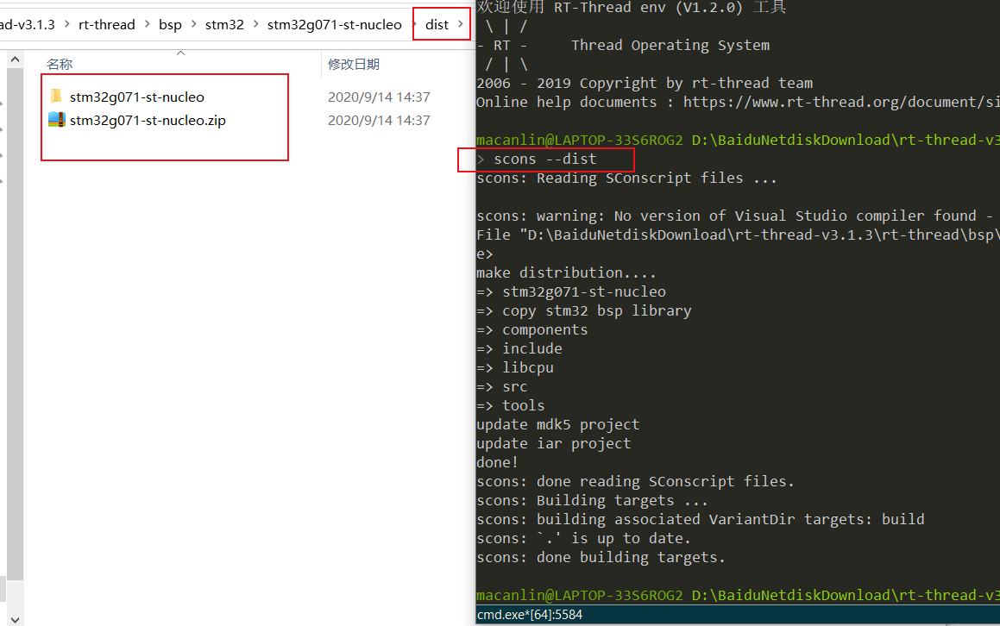 ad-v3.1.3 > rt-thread > bsp > stm32 > stm32g071-st-nucleo > dist >
名称 修改日期
stm32g071-st-nucleo 2020/9/14 14:37
stm32g071-st-nucleo.zip 2020/9/14 14:37
欢迎使用 RT-Thread env (V1.2.0) 工具
\ | /
- RT - Thread Operating System
/ | \
2006 - 2019 Copyright by rt-thread team
Online help documents : https://www.rt-thread.org/document/si
macanlin@LAPTOP-33S6ROG2 D:\BaiduNetdiskDownload\rt-thread-v3
> scons --dist
scons: Reading SConscript files ...
scons: warning: No version of Visual Studio compiler found -
File "D:\BaiduNetdiskDownload\rt-thread-v3.1.3\rt-thread\bsp\
e>
make distribution....
=> stm32g071-st-nucleo
=> copy stm32 bsp library
=> components
=> include
=> libcpu
=> src
=> tools
update mdk5 project
update iar project
done!
scons: done reading SConscript files.
scons: Building targets ...
scons: building associated VariantDir targets: build
scons: `.' is up to date.
scons: done building targets.
macanlin@LAPTOP-33S6ROG2 D:\BaiduNetdiskDownload\rt-thread-v3
cmd.exe*[64]:5584